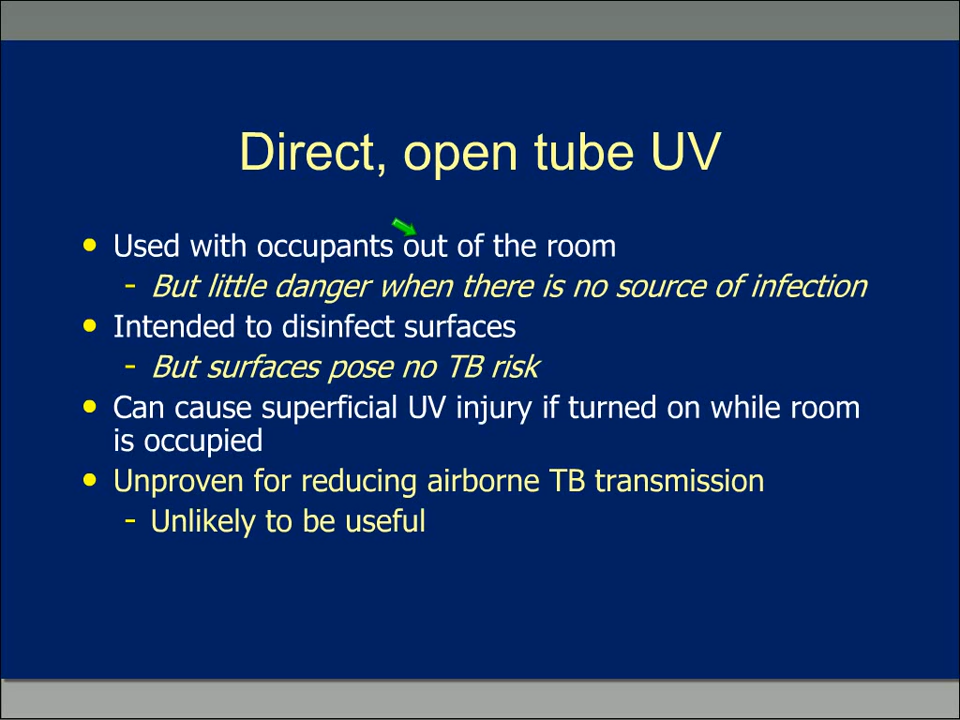 Direct, open tube UV
• Used with occupants out of the room
- But little danger when there is no source of infection
• Intended to disinfect surfaces
- But surfaces pose no TB risk
• Can cause superficial UV injury if turned on while room
is occupied
• Unproven for reducing airborne TB transmission
- Unlikely to be useful